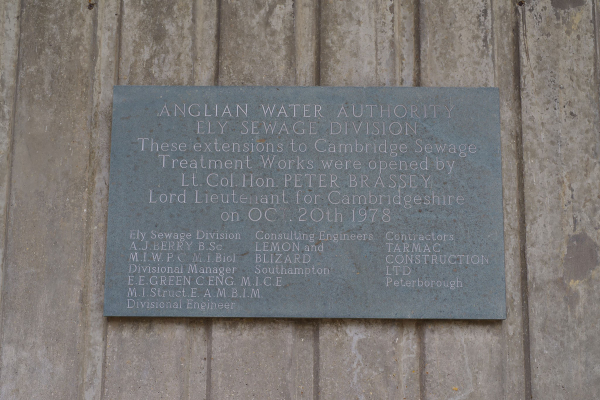 ANGLIAN WATER AUTHORITY
ELY SEWAGE DIVISION
These extensions to Cambridge Sewage
Treatment Works were opened by
Lt. Col. Hon. PETER BRASSEY
Lord Lieutenant for Cambridgeshire
on OC . . 20th 1978
Ely Sewage Division
A.J. BERRY B.Sc
M.I.W.P.C. M.I.Biol
Divisional Manager
E.E. GREEN C.ENG. M.I.C.E
M.I.Struct.E. A.M.B.I.M.
Divisional Engineer
Consulting Engineers
LEMON and
BLIZARD
Southampton
Contractors
TARMAC
CONSTRUCTION
LTD
Peterborough